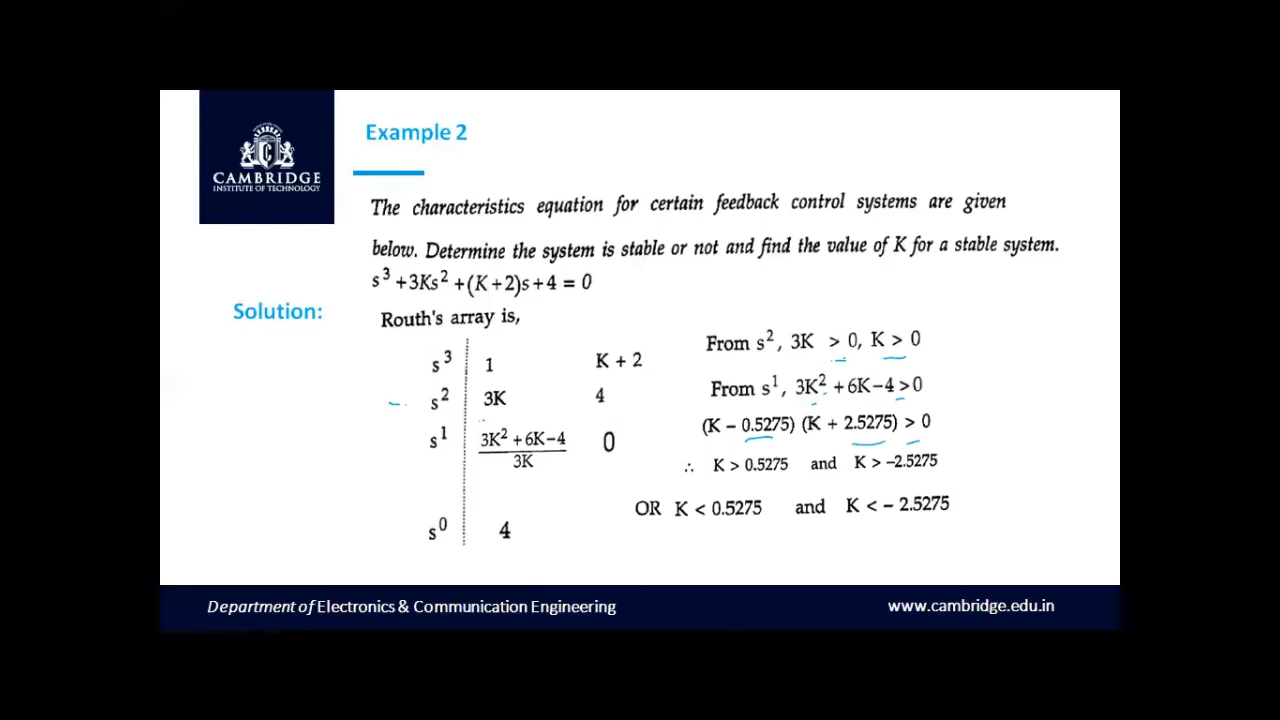 CAMBRIDGE
INSTITUTE OF TECHNOLOGY
Example 2
The characteristics equation for certain feedback control systems are given
below. Determine the system is stable or not and find the value of K for a stable system.
s³ +3Ks² +(K+2)s+4 = 0
Solution:
Routh's array is,
s³ 1 K + 2
s² 3K 4
s¹ 3K² + 6K−4 0
3K
s⁰ 4
From s², 3K > 0, K > 0
From s¹, 3K² + 6K−4 >0
(K − 0.5275) (K + 2.5275) > 0
∴ K > 0.5275 and K > −2.5275
OR K < 0.5275 and K < − 2.5275
Department of Electronics & Communication Engineering
www.cambridge.edu.in